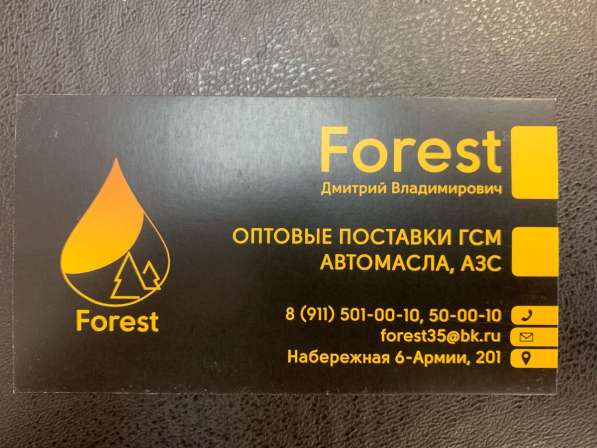 Forest
Дмитрий Владимирович
ОПТОВЫЕ ПОСТАВКИ ГСМ
АВТОМАСЛА, АЗС
Forest
8 (911) 501-00-10, 50-00-10
forest35@bk.ru
Набережная 6-Армии, 201